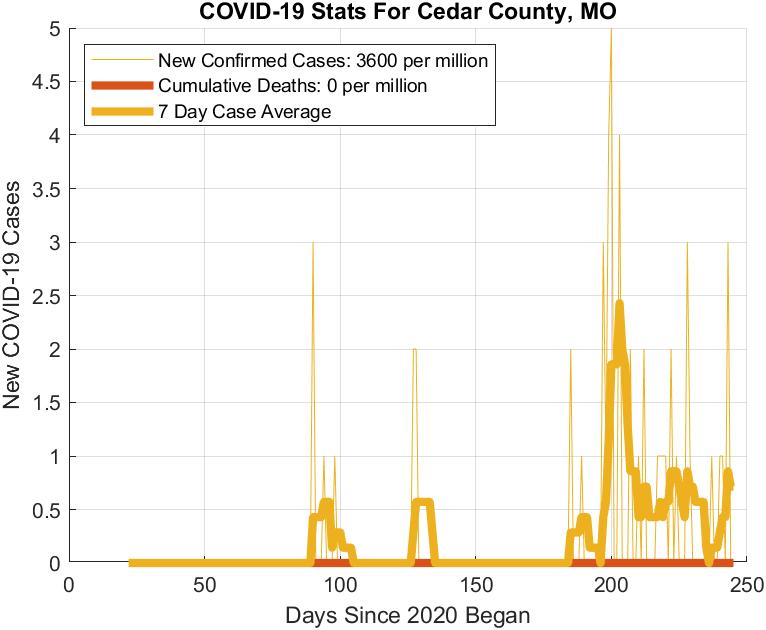 COVID-19 Stats For Cedar County, MO
New Confirmed Cases: 3600 per million
Cumulative Deaths: 0 per million
7 Day Case Average
New COVID-19 Cases
5
4.5
4
3.5
3
2.5
2
1.5
1
0.5
0
0 50 100 150 200 250
Days Since 2020 Began